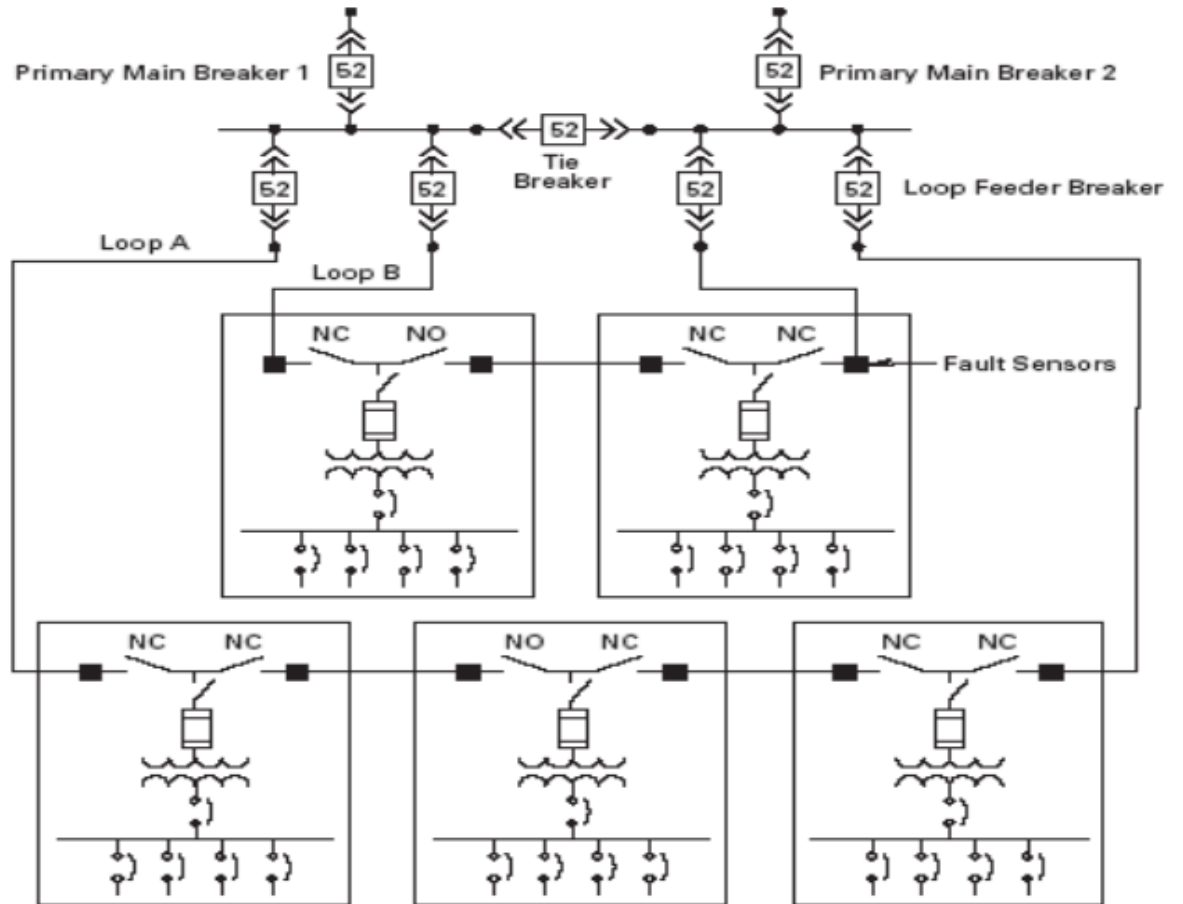 52
52
Primary Main Breaker 1
Primary Main Breaker 2
52
Tie
Breaker
52
52
52
52
Loop Feeder Breaker
Loop A
Loop B
NC
NO
NC
NC
Fault Sensors
NC
NC
NO
NC
NC
NC